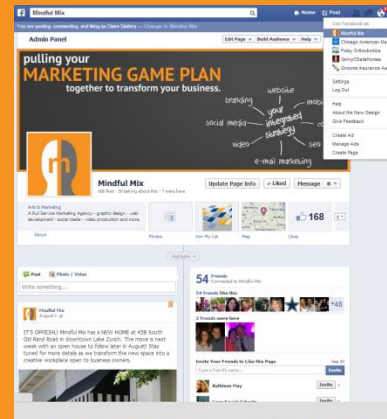 Mindful Mix
Home
Post
You are posting, commenting, and liking as
— Change to Mindful
Admin Panel
Edit Page
Build Audience
Help
Use Facebook as:
Mindful Mix
Chicago American Ma
Foley Orthodontics
GinnyOSafeHomes
Groome Insurance As
Settings
Log Out
Help
About the New Design
Give Feedback
Create Ad
Manage Ads
Create Page
pulling your
MARKETING GAME PLAN
together to transform your business.
website
branding
social media
your
integrated
strategy
video
seo
e-mail marketing
Mindful Mix
Update Page Info
Liked
Message
Arts & Marketing
A Full Service Marketing Agency - graphic design - web
development - social media - video production and more.
168
About
Photos
Join My List
Map
Likes
Highlights
Post
Photo / Video
Write something...
Mindful Mix
August 2
IT'S OFFICIAL! Mindful Mix has a NEW HOME at 458 South
Old Rand Road in downtown Lake Zurich. The move is next
week with an open house to follow later in August! Stay
tuned for more details as we transform the new space into a
creative workplace open to business owners.
54 Friends
Connected to Mindful Mix
54 friends like this
+45
2 friends were here
Invite Your Friends to Like this Page
See All
Type a friend's name...
Invite
Kathleen Hay
Invite